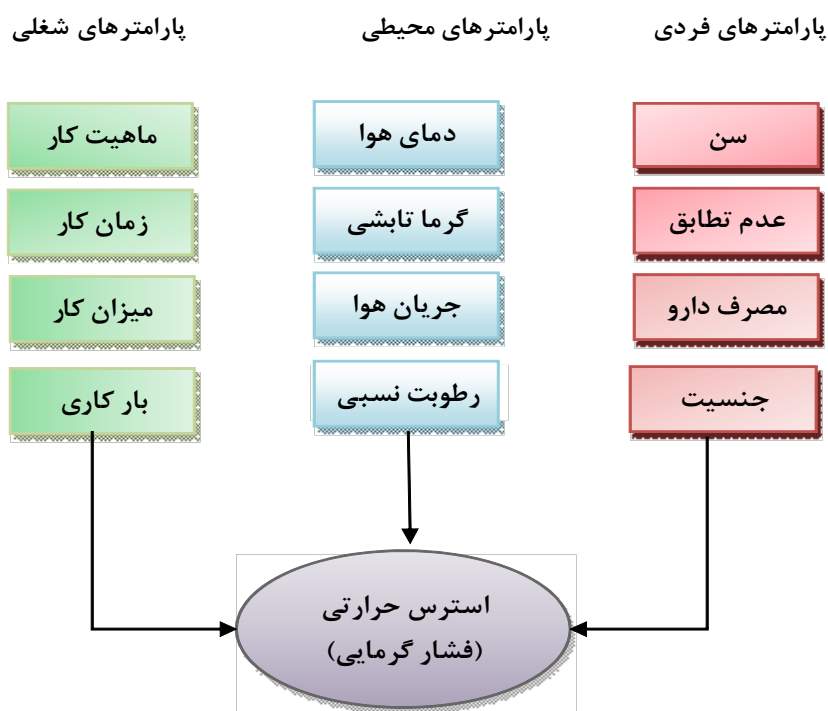 پارامترهای فردی
سن
عدم تطابق
مصرف دارو
جنسیت
پارامترهای محیطی
دمای هوا
گرما تابشی
جریان هوا
رطوبت نسبی
پارامترهای شغلی
ماهیت کار
زمان کار
میزان کار
بار کاری
استرس حرارتی
(فشار گرمایی)